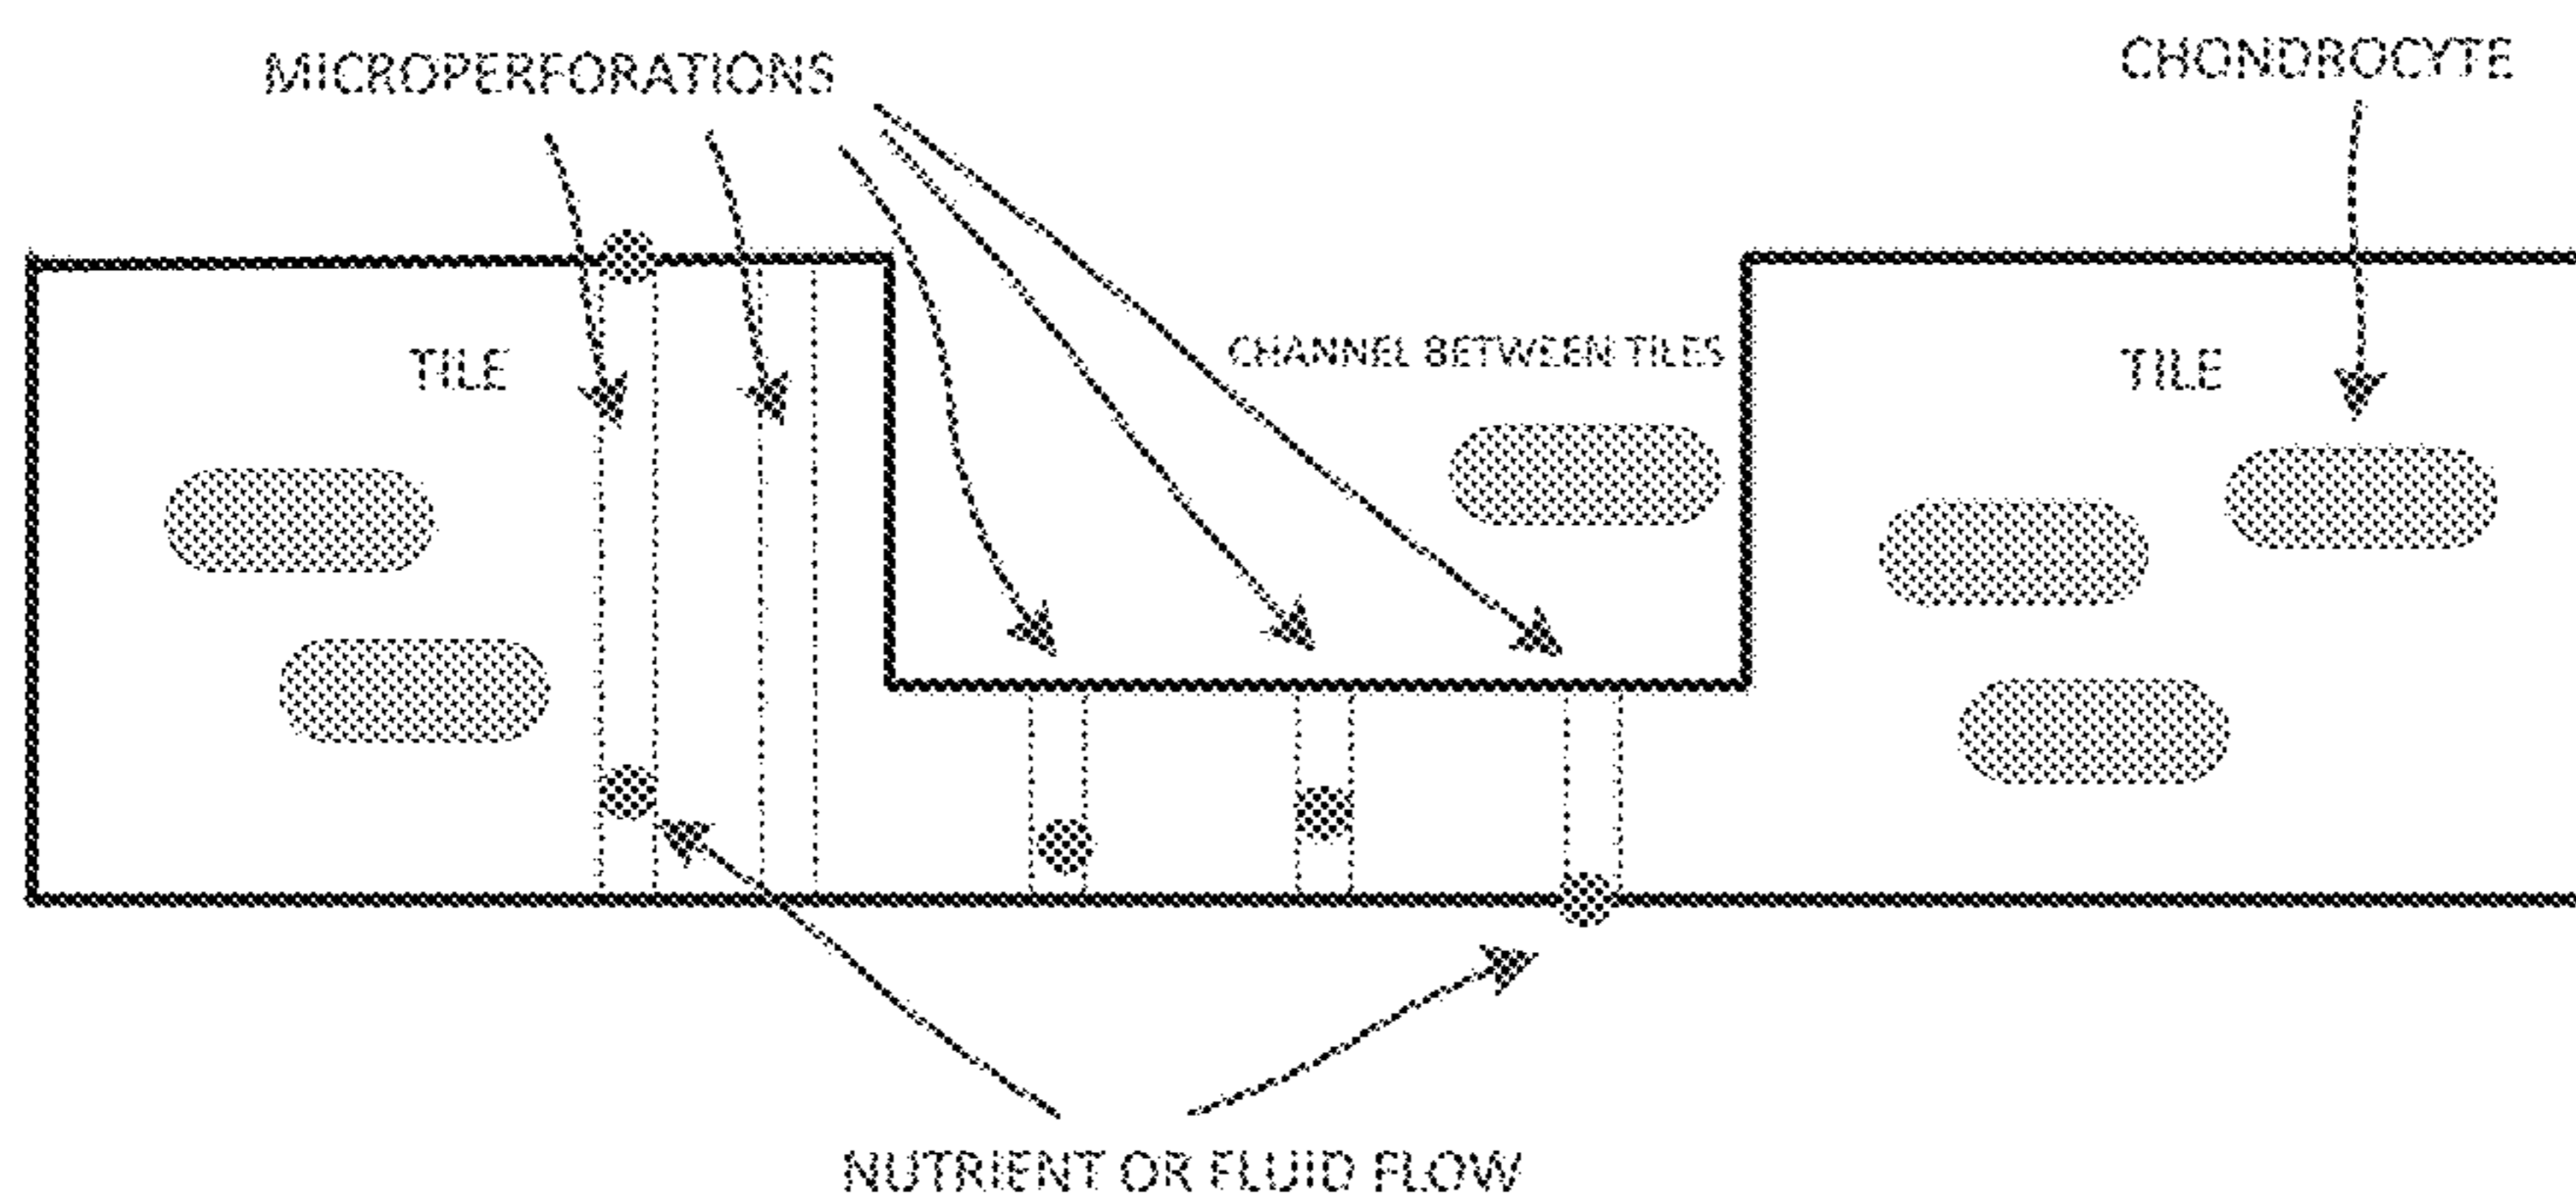 MICROPERFORATIONS
CHONDROCYTE
CHANNEL BETWEEN TILES
TILE
TILE
NUTRIENT OR FLUID FLOW